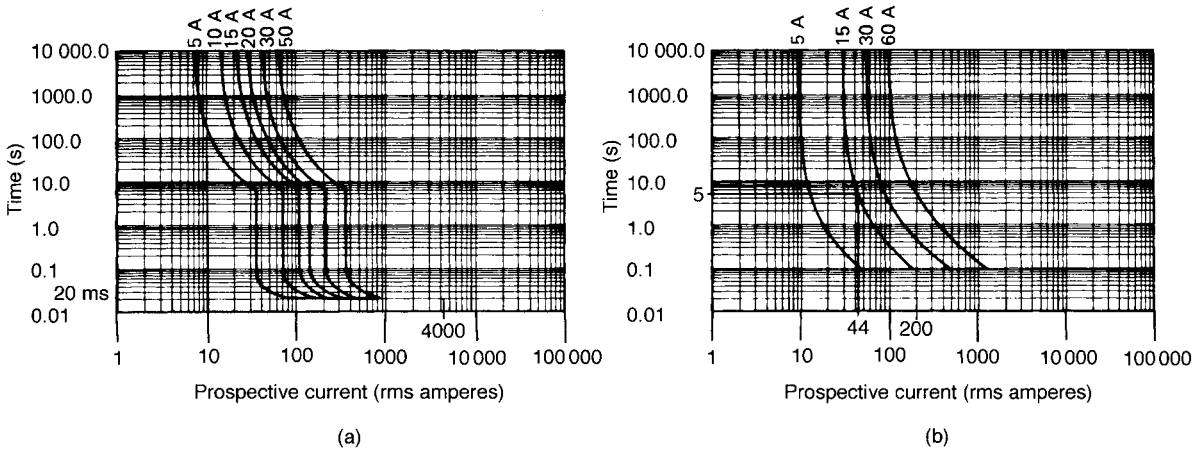 5 A
10 A
15 A
20 A
30 A
50 A
10 000.0
1000.0
100.0
10.0
1.0
0.1
20 ms
0.01
Time (s)
4000
1 10 100 1000 10 000 100 000
Prospective current (rms amperes)
(a)
5 A
15 A
30 A
60 A
10 000.0
1000.0
100.0
10.0
5
1.0
0.1
0.01
Time (s)
44 200
1 10 100 1000 10 000 100 000
Prospective current (rms amperes)
(b)